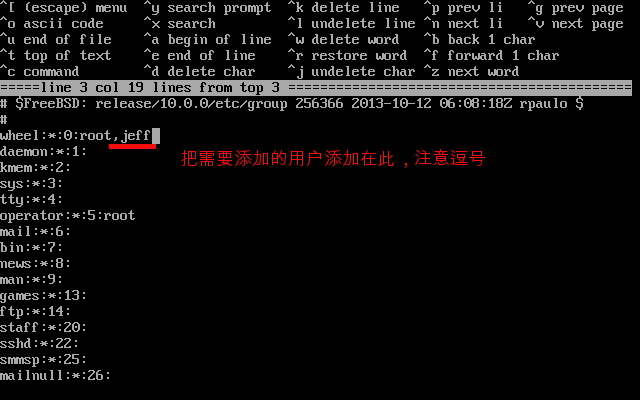 ^[ (escape) menu  ^y search prompt  ^k delete line   ^p prev li  ^g prev page
^o ascii code     ^x search         ^l undelete line ^n next li  ^v next page
^u end of file    ^a begin of line  ^w delete word   ^b back 1 char
^t top of text    ^e end of line    ^r restore word  ^f forward 1 char
^c command        ^d delete char    ^j undelete char ^z next word
=====line 3 col 19 lines from top 3 ============================================
# $FreeBSD: release/10.0.0/etc/group 256366 2013-10-12 06:08:18Z rpaulo $
#
wheel:*:0:root,jeff
daemon:*:1:
把需要添加的用户添加在此，注意逗号
kmem:*:2:
sys:*:3:
tty:*:4:
operator:*:5:root
mail:*:6:
bin:*:7:
news:*:8:
man:*:9:
games:*:13:
ftp:*:14:
staff:*:20:
sshd:*:22:
smmsp:*:25:
mailnull:*:26: